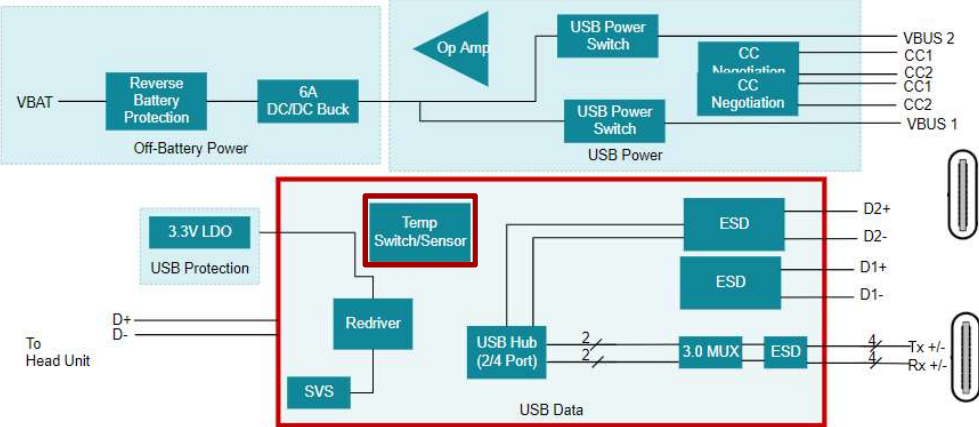 USB Power
Switch
VBUS 2
Op Amp
CC
Negotiation
CC1
CC2
CC
Negotiation
CC1
CC2
Reverse
Battery
Protection
6A
DC/DC Buck
VBAT
USB Power
Switch
VBUS 1
Off-Battery Power
USB Power
3.3V LDO
USB Protection
Temp
Switch/Sensor
ESD
D2+
D2-
ESD
D1+
D1-
D+
D-
To
Head Unit
Redriver
USB Hub
(2/4 Port)
2
2
3.0 MUX
ESD
4
4
Tx +/-
Rx +/-
SVS
USB Data